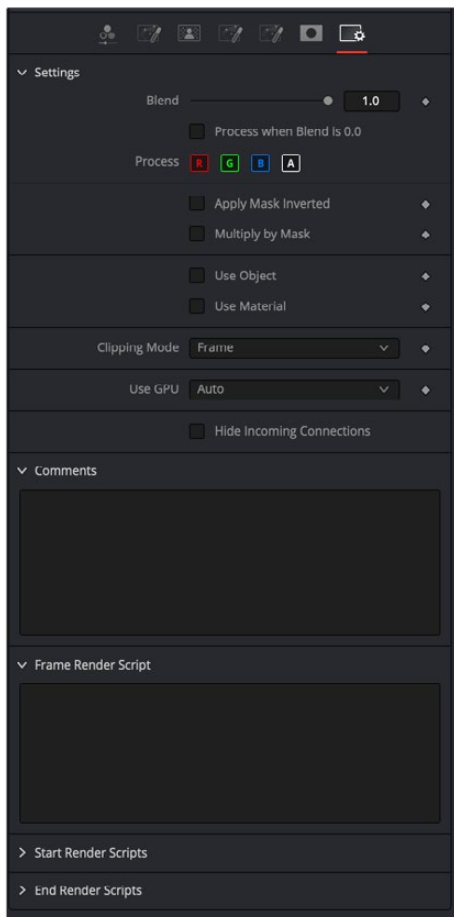 Settings
Blend 1.0
Process when Blend is 0.0
Process R G B A
Apply Mask Inverted
Multiply by Mask
Use Object
Use Material
Clipping Mode Frame
Use GPU Auto
Hide Incoming Connections
Comments
Frame Render Script
Start Render Scripts
End Render Scripts